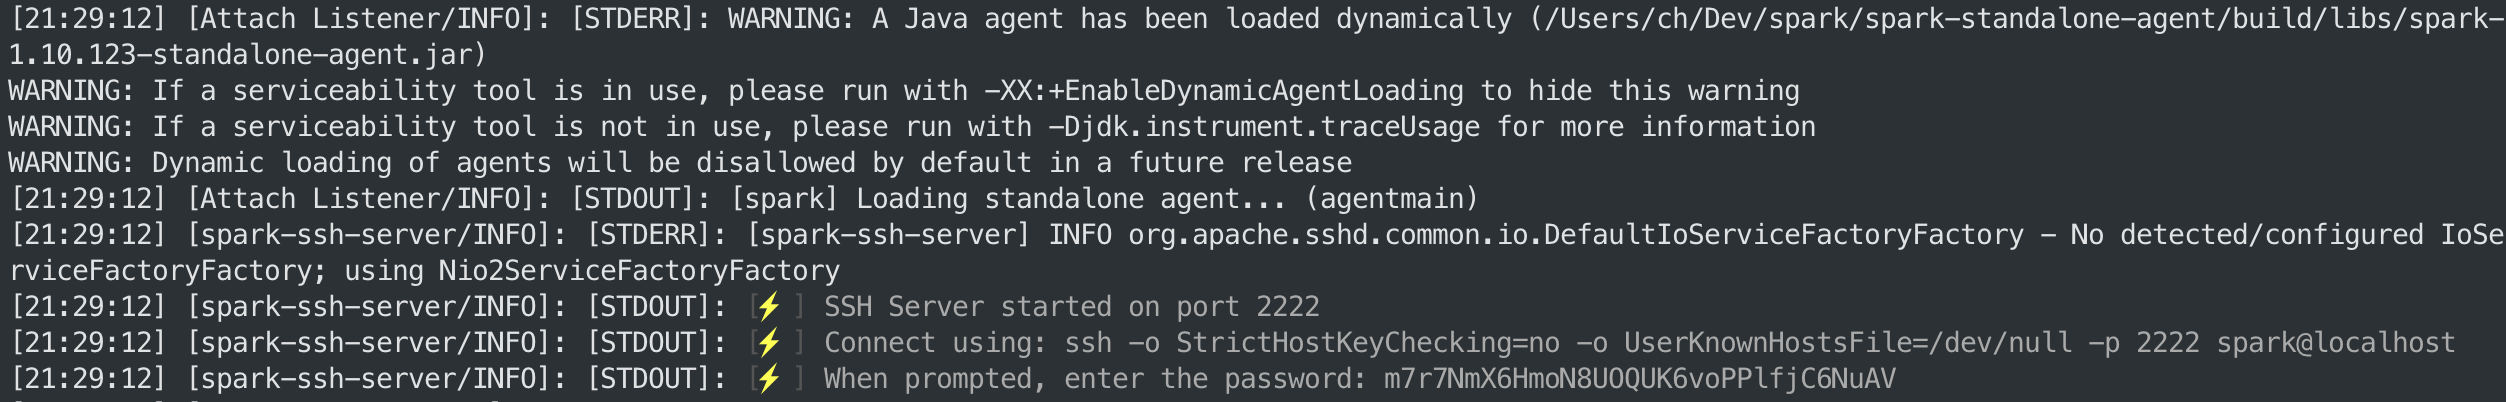 [21:29:12] [Attach Listener/INFO]: [STDERR]: WARNING: A Java agent has been loaded dynamically (/Users/ch/Dev/spark/spark-standalone-agent/build/libs/spark-
1.10.123-standalone-agent.jar)
WARNING: If a serviceability tool is in use, please run with -XX:+EnableDynamicAgentLoading to hide this warning
WARNING: If a serviceability tool is not in use, please run with -Djdk.instrument.traceUsage for more information
WARNING: Dynamic loading of agents will be disallowed by default in a future release
[21:29:12] [Attach Listener/INFO]: [STDOUT]: [spark] Loading standalone agent... (agentmain)
[21:29:12] [spark-ssh-server/INFO]: [STDERR]: [spark-ssh-server] INFO org.apache.sshd.common.io.DefaultIoServiceFactoryFactory - No detected/configured IoSe
rviceFactoryFactory; using Nio2ServiceFactoryFactory
[21:29:12] [spark-ssh-server/INFO]: [STDOUT]: [⚡] SSH Server started on port 2222
[21:29:12] [spark-ssh-server/INFO]: [STDOUT]: [⚡] Connect using: ssh -o StrictHostKeyChecking=no -o UserKnownHostsFile=/dev/null -p 2222 spark@localhost
[21:29:12] [spark-ssh-server/INFO]: [STDOUT]: [⚡] When prompted, enter the password: m7r7NmX6HmoN8UOQUK6voPPlfjC6NuAV